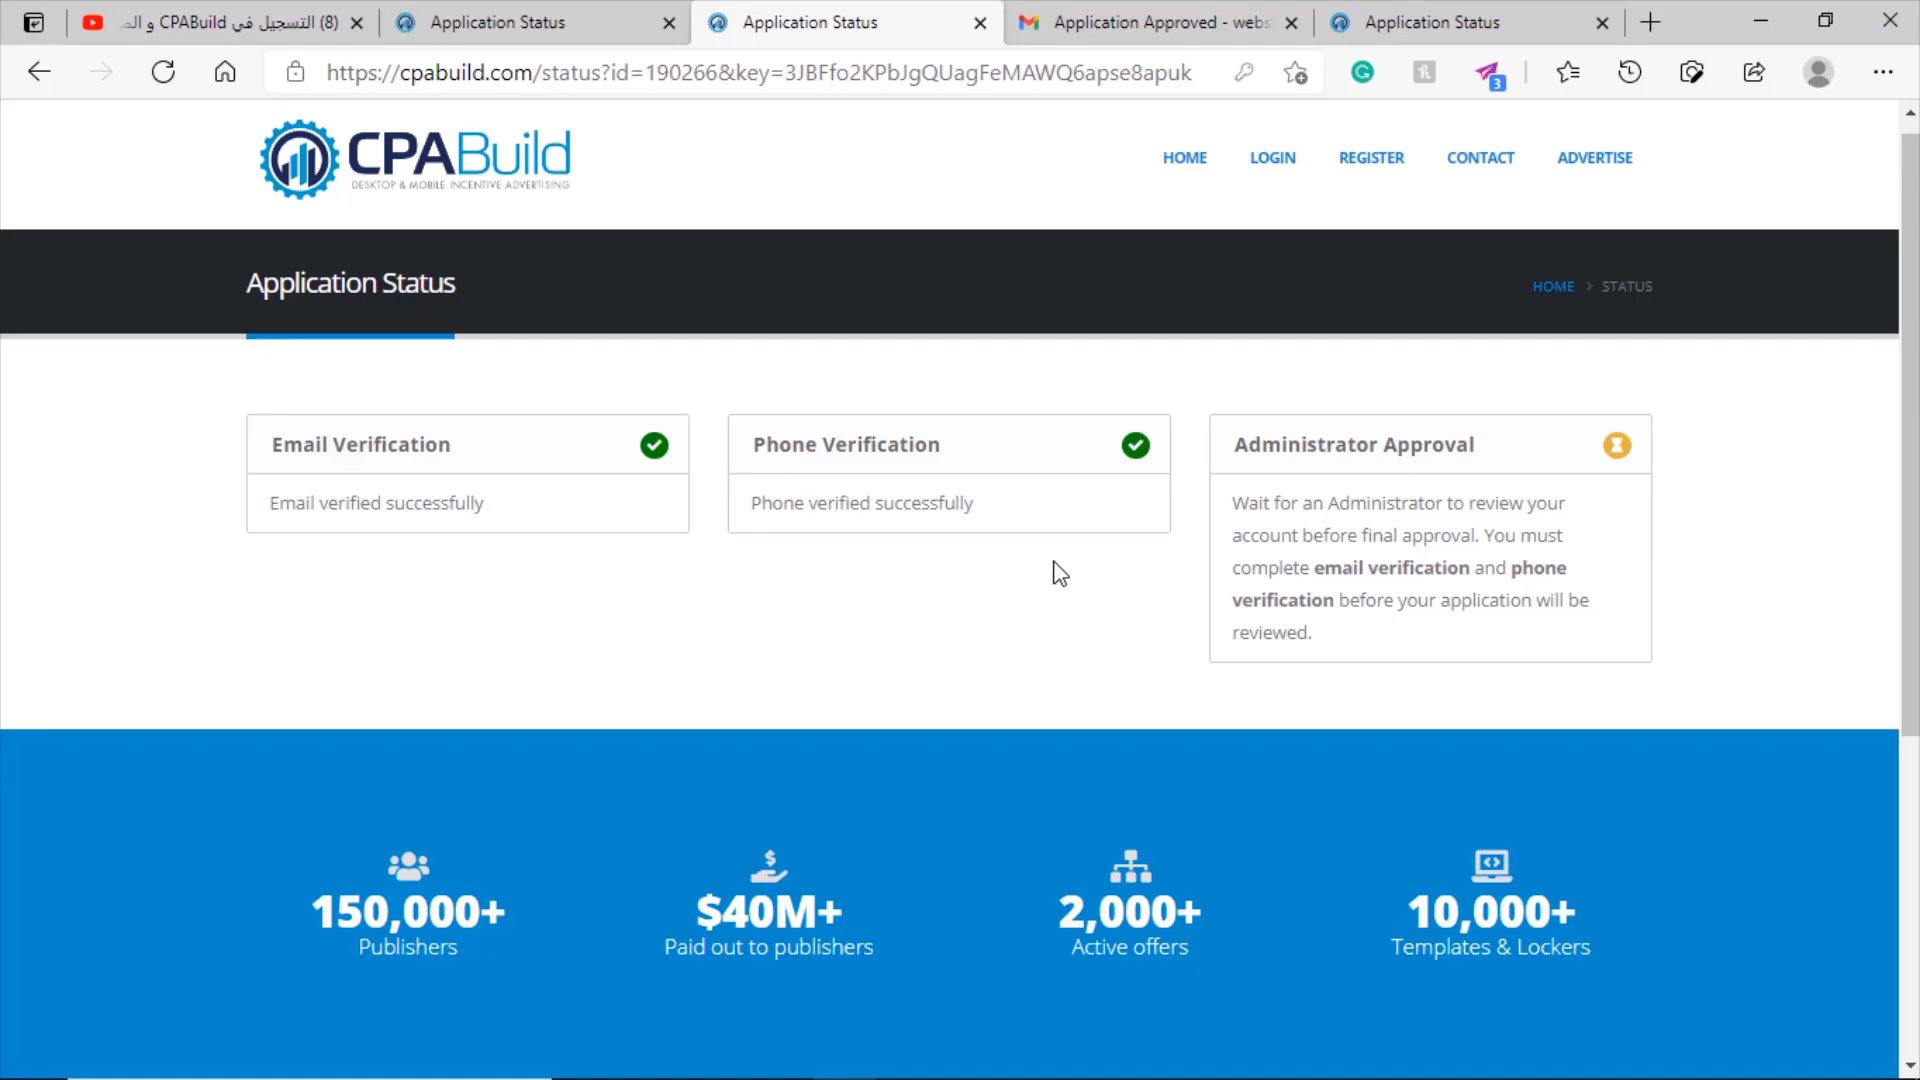 (8) التسجيل في CPABuild و الـمـ
Application Status
Application Status
Application Approved - webs
Application Status
https://cpabuild.com/status?id=190266&key=3JBFfo2KPbJgQUagFeMAWQ6apse8apuk
3
CPABuild
DESKTOP & MOBILE INCENTIVE ADVERTISING
HOME
LOGIN
REGISTER
CONTACT
ADVERTISE
Application Status
HOME > STATUS
Email Verification
Email verified successfully
Phone Verification
Phone verified successfully
Administrator Approval
Wait for an Administrator to review your
account before final approval. You must
complete email verification and phone
verification before your application will be
reviewed.
150,000+
Publishers
$40M+
Paid out to publishers
2,000+
Active offers
10,000+
Templates & Lockers